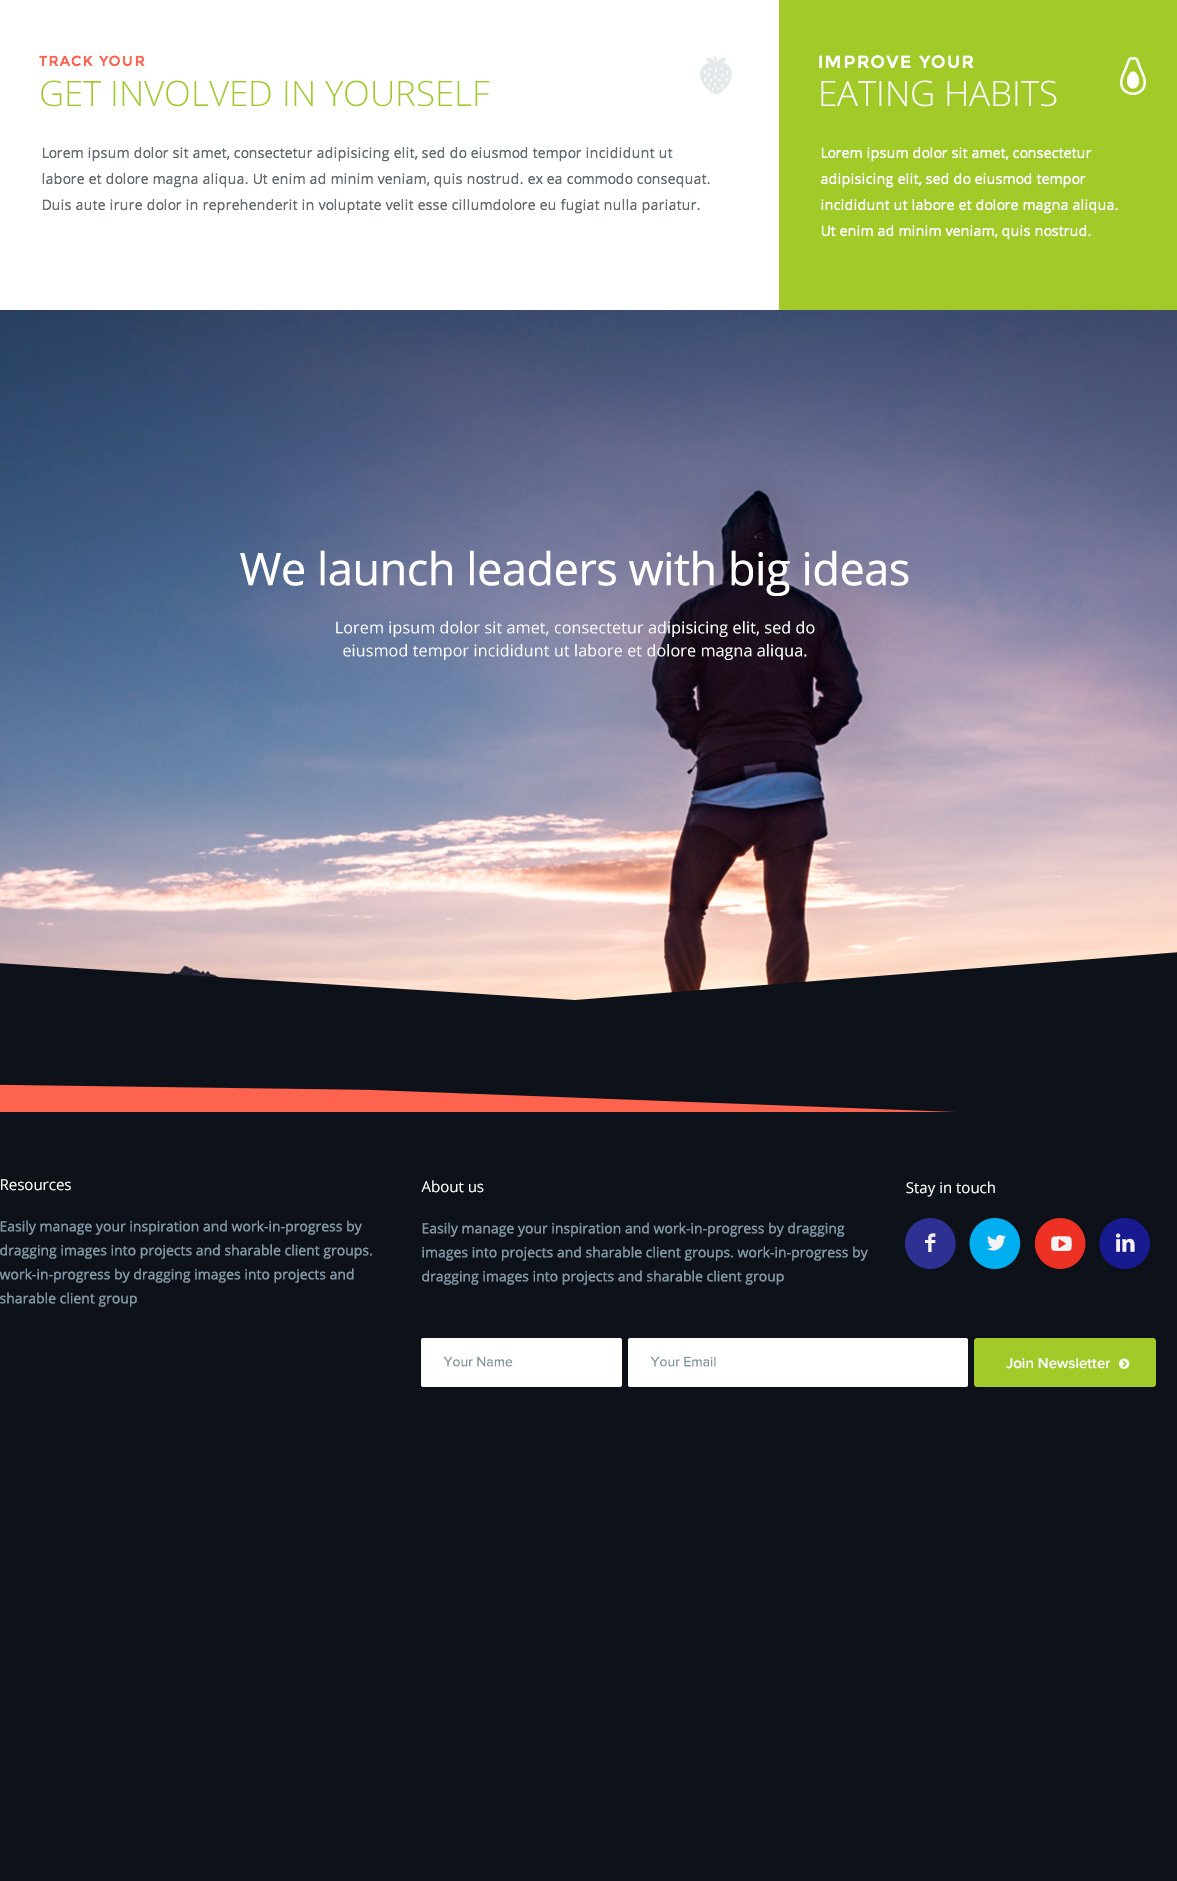 TRACK YOUR
GET INVOLVED IN YOURSELF
Lorem ipsum dolor sit amet, consectetur adipisicing elit, sed do eiusmod tempor incididunt ut
labore et dolore magna aliqua. Ut enim ad minim veniam, quis nostrud. ex ea commodo consequat.
Duis aute irure dolor in reprehenderit in voluptate velit esse cillumdolore eu fugiat nulla pariatur.
IMPROVE YOUR
EATING HABITS
Lorem ipsum dolor sit amet, consectetur
adipisicing elit, sed do eiusmod tempor
incididunt ut labore et dolore magna aliqua.
Ut enim ad minim veniam, quis nostrud.
We launch leaders with big ideas
Lorem ipsum dolor sit amet, consectetur adipisicing elit, sed do
eiusmod tempor incididunt ut labore et dolore magna aliqua.
Resources
Easily manage your inspiration and work-in-progress by
dragging images into projects and sharable client groups.
work-in-progress by dragging images into projects and
sharable client group
About us
Easily manage your inspiration and work-in-progress by dragging
images into projects and sharable client groups. work-in-progress by
dragging images into projects and sharable client group
Stay in touch
f
in
Your Name
Your Email
Join Newsletter